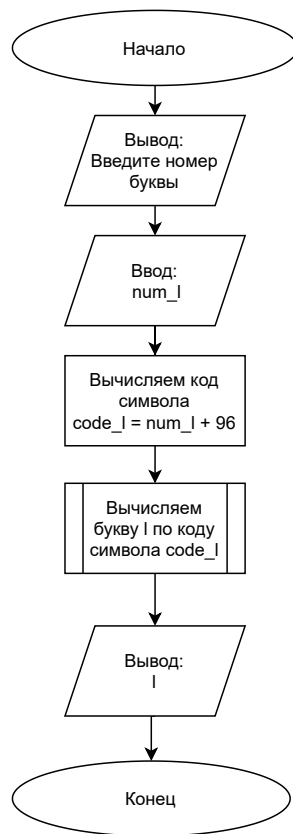 Начало
Вывод:
Введите номер
буквы
Ввод:
num_l
Вычисляем код
символа
code_l = num_l + 96
Вычисляем
букву l по коду
символа code_l
Вывод:
l
Конец